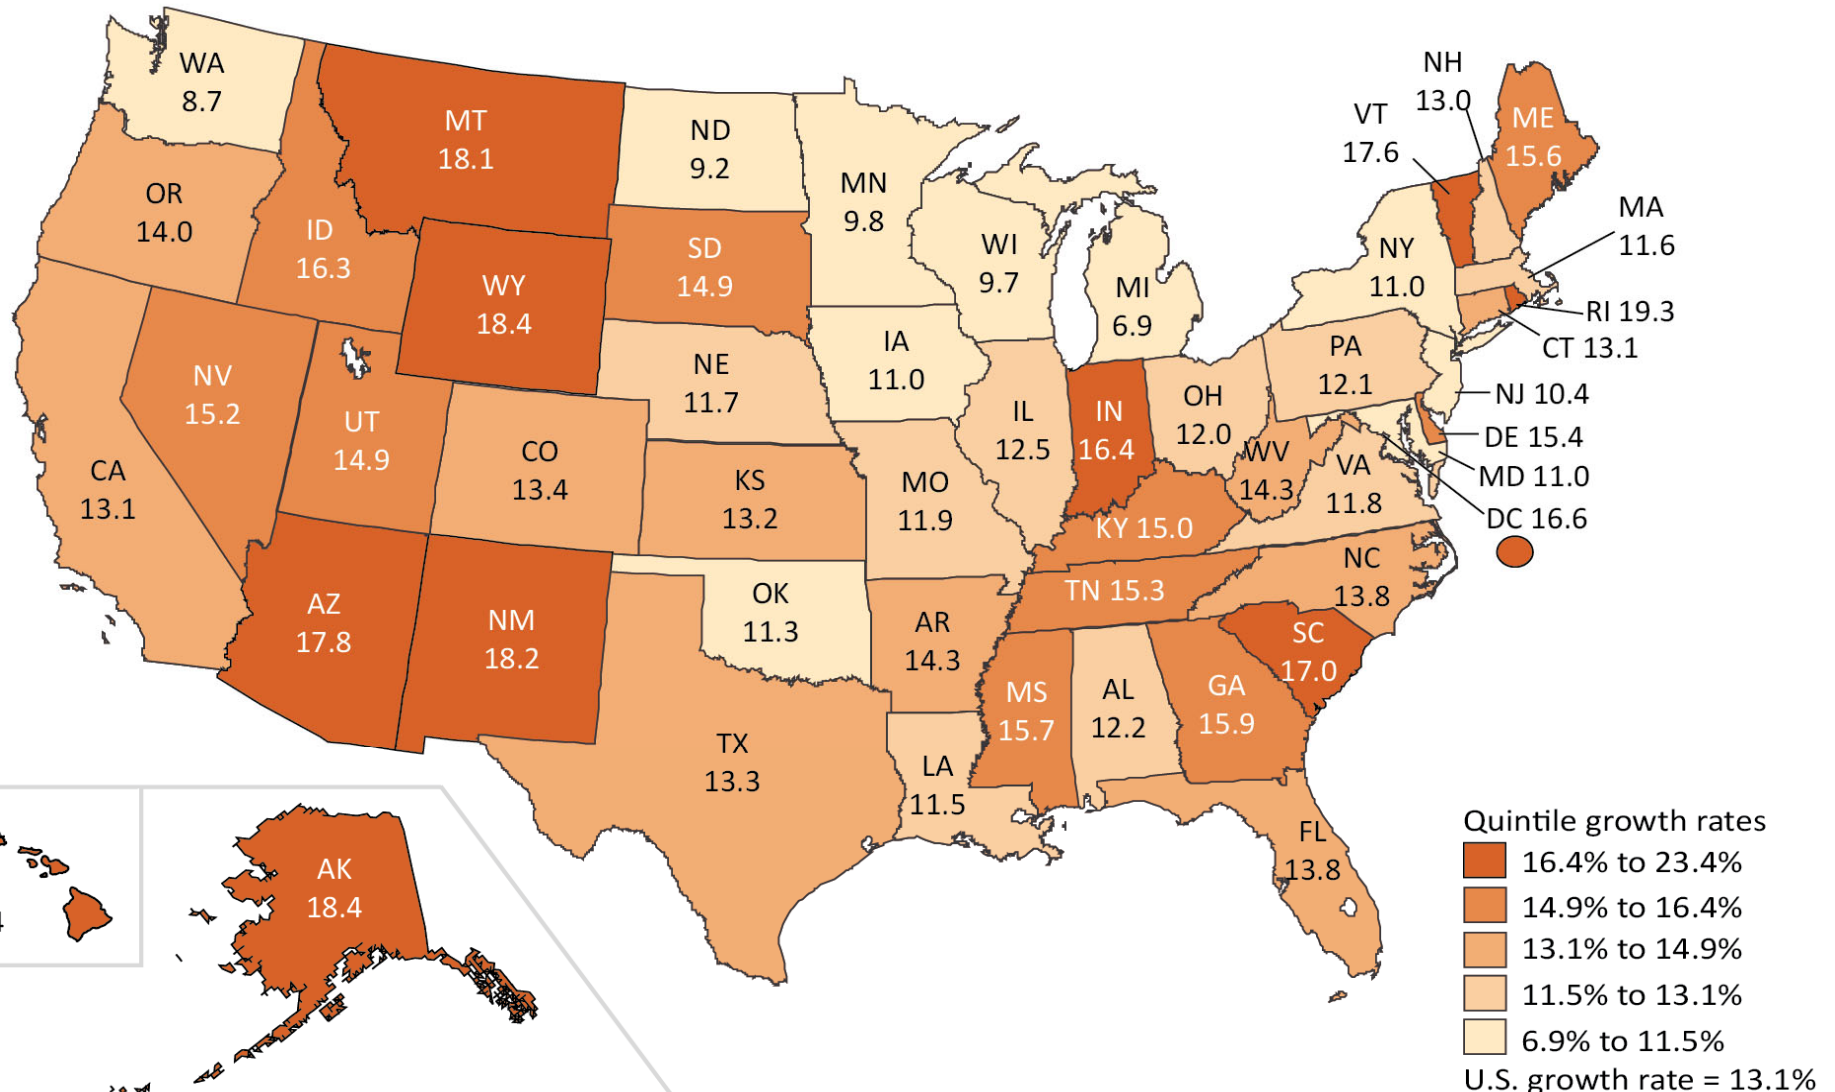 WA
8.7
OR
14.0
CA
13.1
ID
16.3
NV
15.2
UT
14.9
AZ
17.8
MT
18.1
WY
18.4
CO
13.4
NM
18.2
ND
9.2
SD
14.9
NE
11.7
KS
13.2
OK
11.3
TX
13.3
MN
9.8
IA
11.0
MO
11.9
AR
14.3
LA
11.5
WI
9.7
IL
12.5
MI
6.9
IN
16.4
OH
12.0
KY 15.0
TN 15.3
MS
15.7
AL
12.2
GA
15.9
FL
13.8
SC
17.0
NC
13.8
VA
11.8
WV
14.3
PA
12.1
NY
11.0
VT
17.6
NH
13.0
ME
15.6
MA
11.6
RI 19.3
CT 13.1
NJ 10.4
DE 15.4
MD 11.0
DC 16.6
AK
18.4
Quintile growth rates
16.4% to 23.4%
14.9% to 16.4%
13.1% to 14.9%
11.5% to 13.1%
6.9% to 11.5%
U.S. growth rate = 13.1%